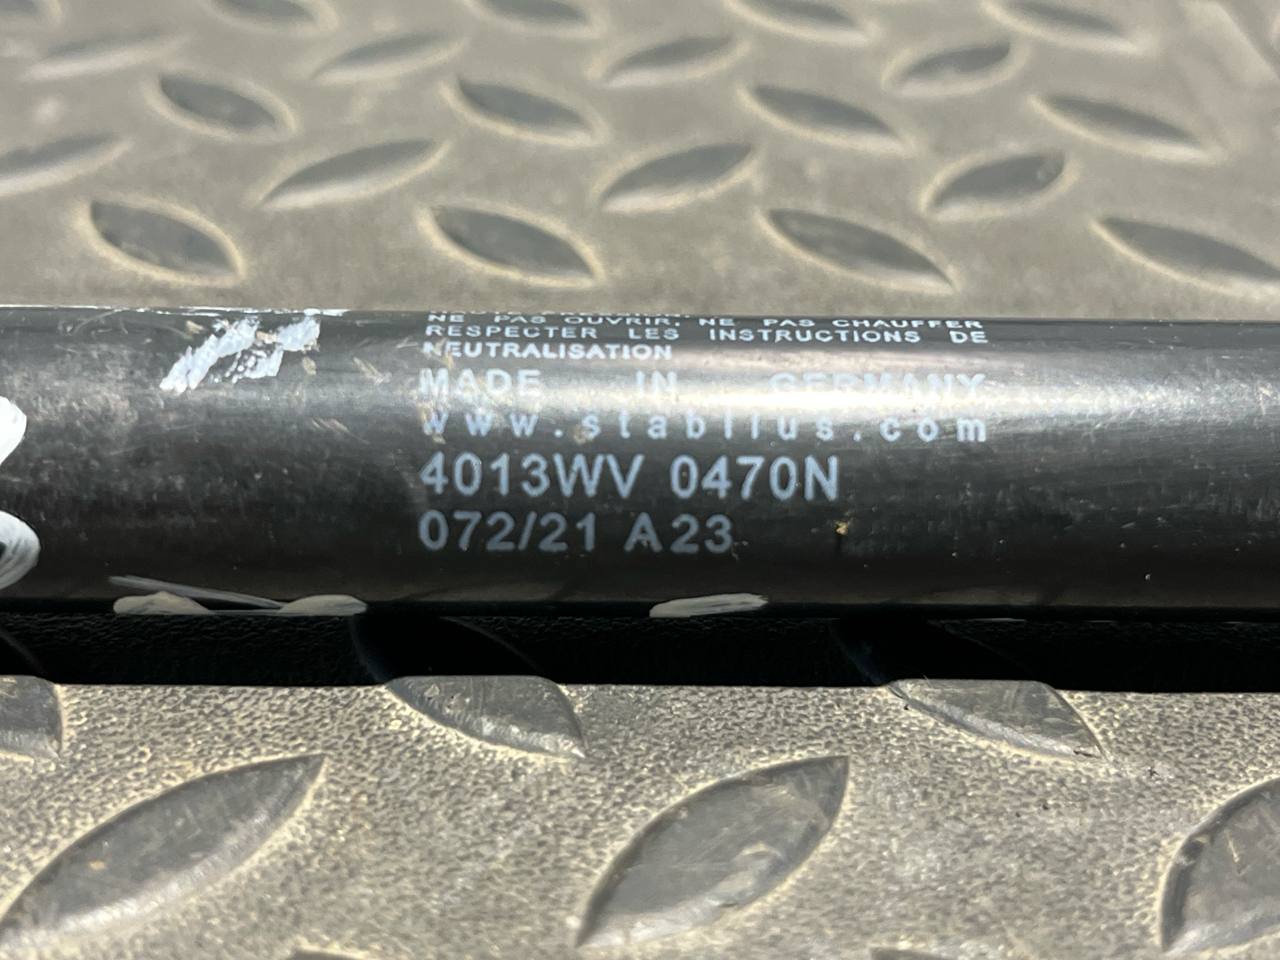 NE PAS OUVRIR, NE PAS CHAUFFER
RESPECTER LES INSTRUCTIONS DE
NEUTRALISATION
MADE IN GERMANY
www.stabilus.com
4013WV 0470N
072/21 A23